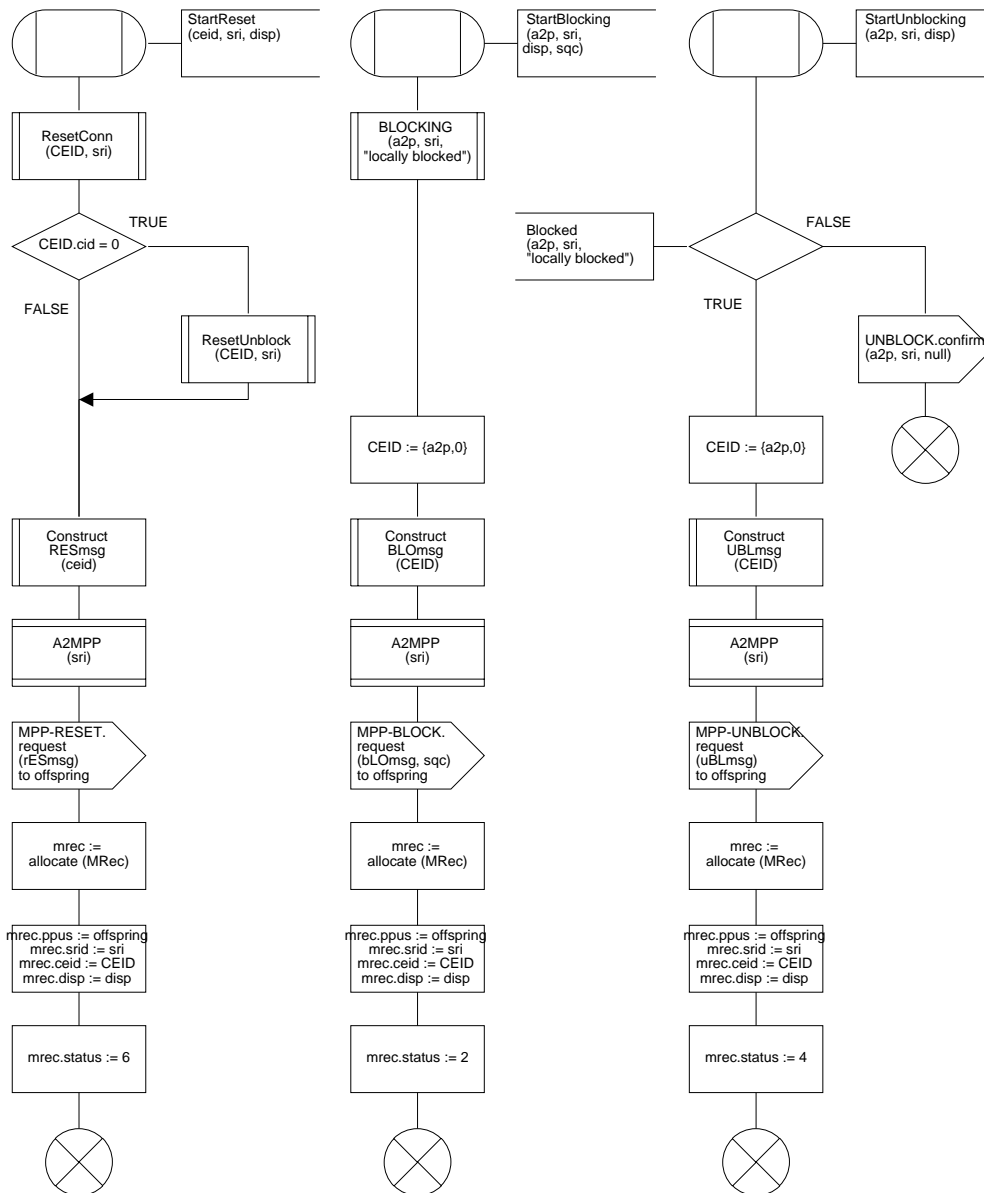 StartReset
(ceid, sri, disp)
ResetConn
(CEID, sri)
TRUE
CEID.cid = 0
FALSE
ResetUnblock
(CEID, sri)
Construct
RESmsg
(ceid)
A2MPP
(sri)
MPP-RESET.
request
(rESmsg)
to offspring
mrec :=
allocate (MRec)
mrec.ppus := offspring
mrec.srid := sri
mrec.ceid := CEID
mrec.disp := disp
mrec.status := 6
StartBlocking
(a2p, sri,
disp, sqc)
BLOCKING
(a2p, sri,
"locally blocked")
CEID := {a2p,0}
Construct
BLOmsg
(CEID)
A2MPP
(sri)
MPP-BLOCK.
request
(bLOmsg, sqc)
to offspring
mrec :=
allocate (MRec)
mrec.ppus := offspring
mrec.srid := sri
mrec.ceid := CEID
mrec.disp := disp
mrec.status := 2
StartUnblocking
(a2p, sri, disp)
Blocked
(a2p, sri,
"locally blocked")
FALSE
TRUE
UNBLOCK.confirm
(a2p, sri, null)
CEID := {a2p,0}
Construct
UBLmsg
(CEID)
A2MPP
(sri)
MPP-UNBLOCK.
request
(uBLmsg)
to offspring
mrec :=
allocate (MRec)
mrec.ppus := offspring
mrec.srid := sri
mrec.ceid := CEID
mrec.disp := disp
mrec.status := 4